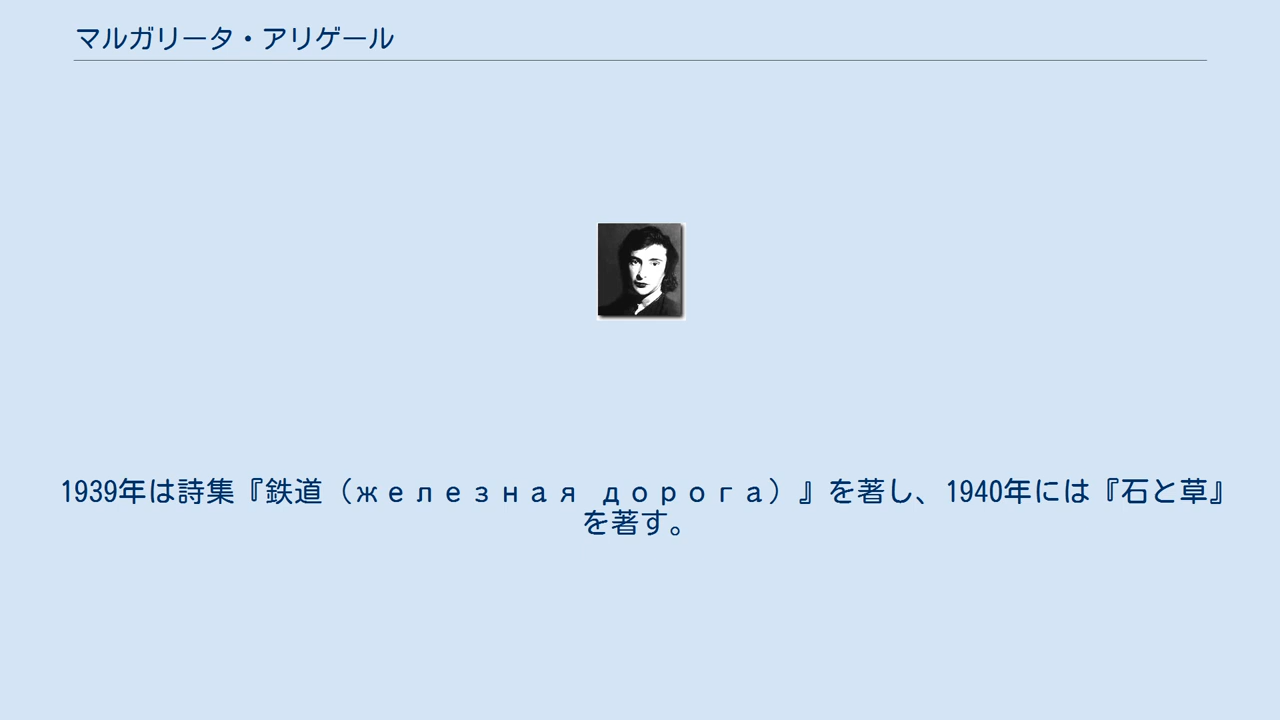 マルガリータ・アリゲール
1939年は詩集『鉄道（железная дорога）』を著し、1940年には『石と草』
を著す。